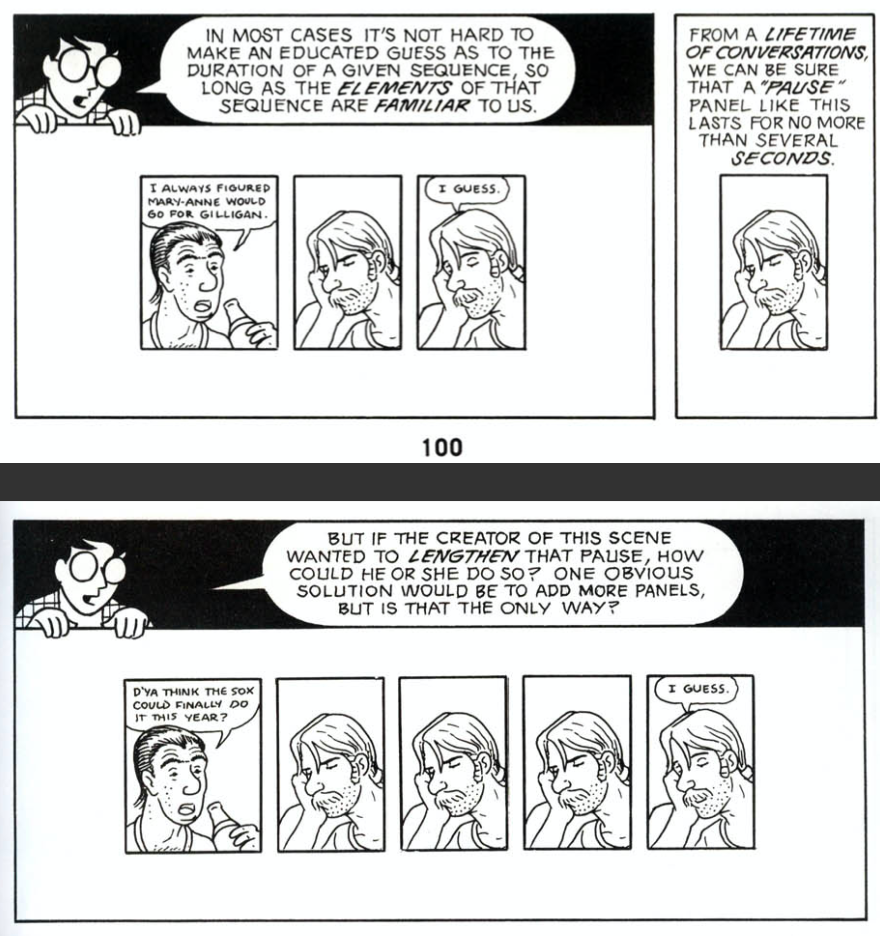 IN MOST CASES IT'S NOT HARD TO
MAKE AN EDUCATED GUESS AS TO THE
DURATION OF A GIVEN SEQUENCE, SO
LONG AS THE ELEMENTS OF THAT
SEQUENCE ARE FAMILIAR TO US.
I ALWAYS FIGURED
MARY-ANNE WOULD
GO FOR GILLIGAN.
I GUESS.
FROM A LIFETIME
OF CONVERSATIONS,
WE CAN BE SURE
THAT A "PAUSE"
PANEL LIKE THIS
LASTS FOR NO MORE
THAN SEVERAL
SECONDS.
100
BUT IF THE CREATOR OF THIS SCENE
WANTED TO LENGTHEN THAT PAUSE, HOW
COULD HE OR SHE DO SO? ONE OBVIOUS
SOLUTION WOULD BE TO ADD MORE PANELS,
BUT IS THAT THE ONLY WAY?
D'YA THINK THE SOX
COULD FINALLY DO
IT THIS YEAR?
I GUESS.